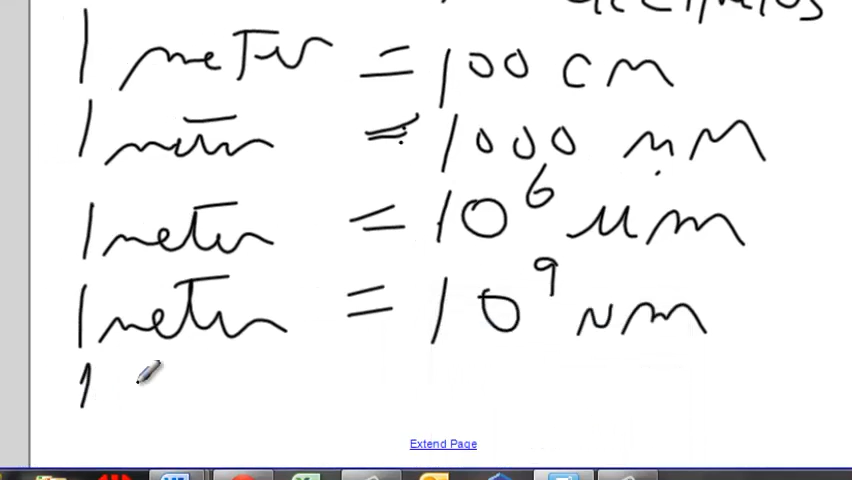 1 meter = 100 cm
1 meter = 1000 mm
1 meter = 10⁶ μm
1 meter = 10⁹ nm
1
Extend Page